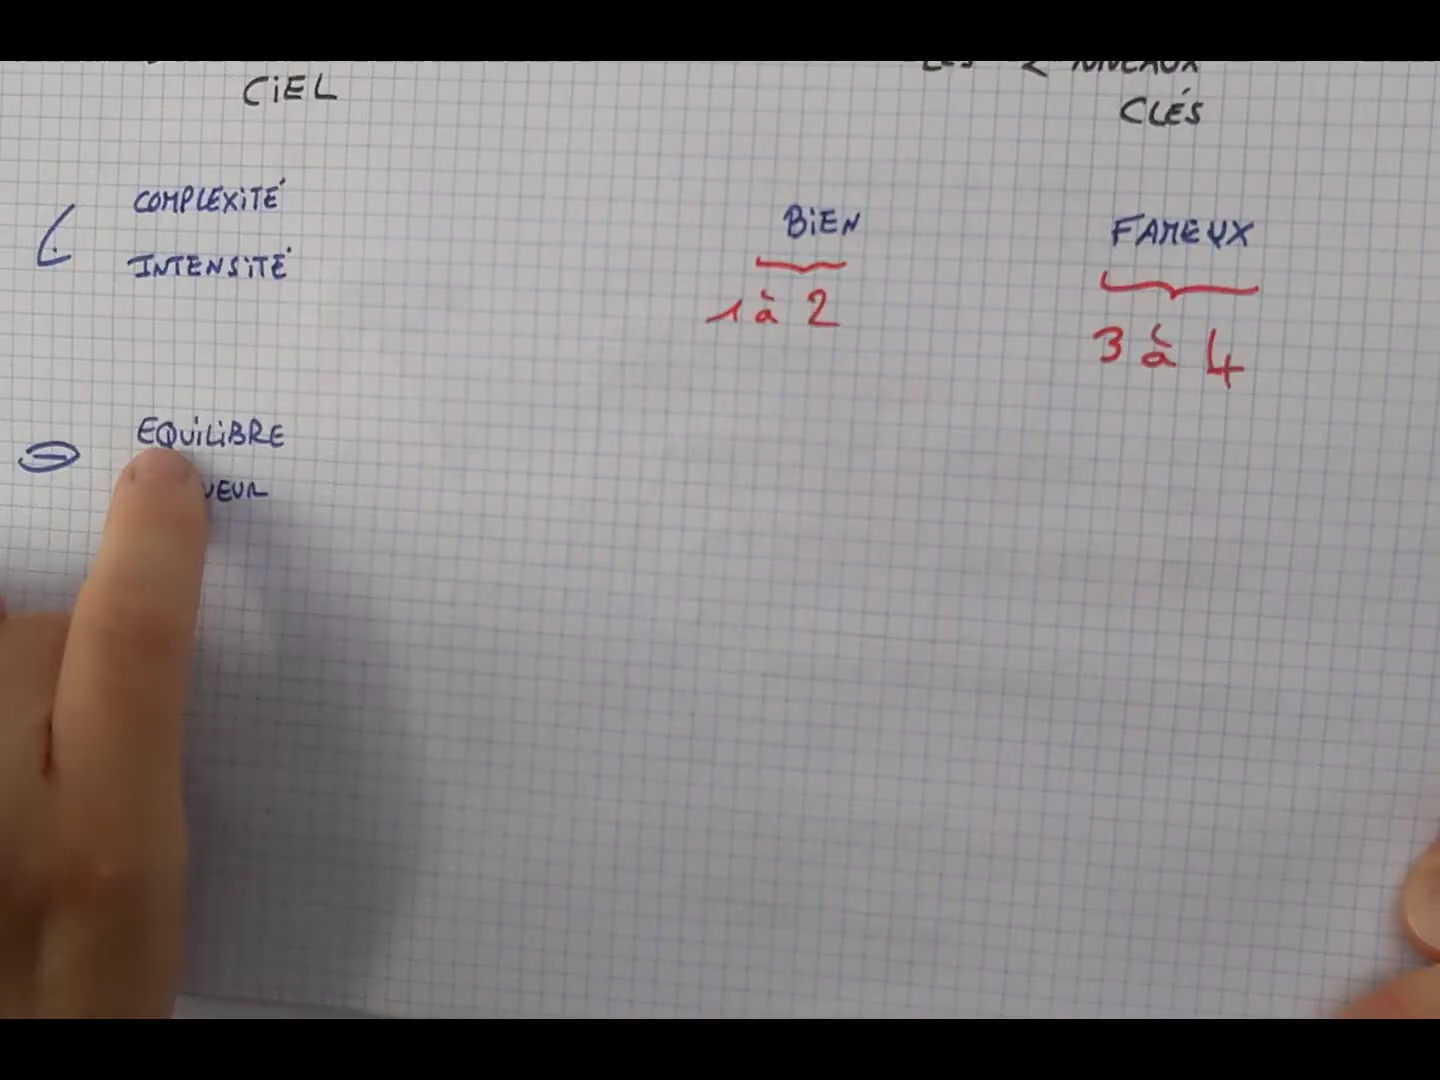 CIEL
CLÉS
COMPLEXITÉ
INTENSITÉ
BIEN
FAMEUX
1 à 2
3 à 4
EQUILIBRE